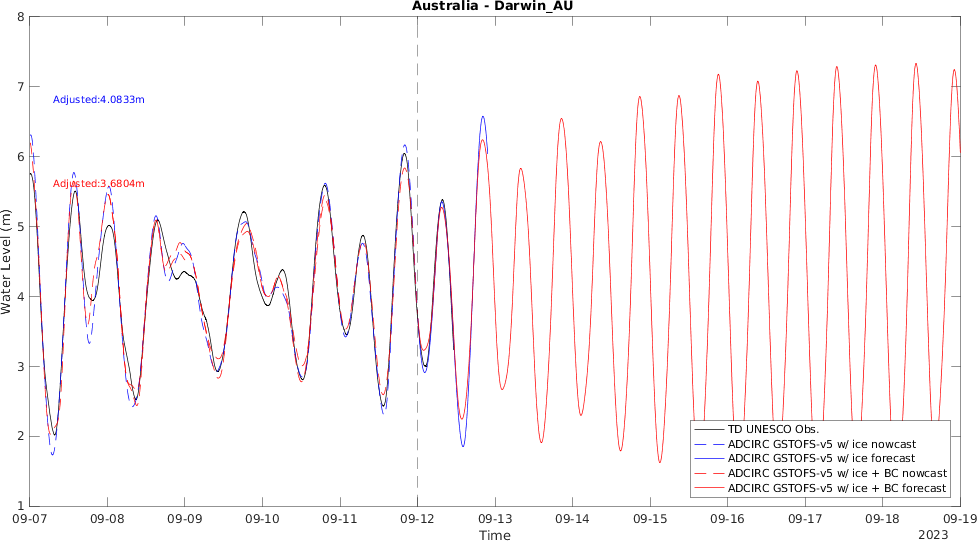 Australia - Darwin_AU
8
7
6
5
4
3
2
1
Water Level (m)
Adjusted:4.0833m
Adjusted:3.6804m
TD UNESCO Obs.
ADCIRC GSTOFS-v5 w/ ice nowcast
ADCIRC GSTOFS-v5 w/ ice forecast
ADCIRC GSTOFS-v5 w/ ice + BC nowcast
ADCIRC GSTOFS-v5 w/ ice + BC forecast
09-07 09-08 09-09 09-10 09-11 09-12 09-13 09-14 09-15 09-16 09-17 09-18 09-19
Time
2023